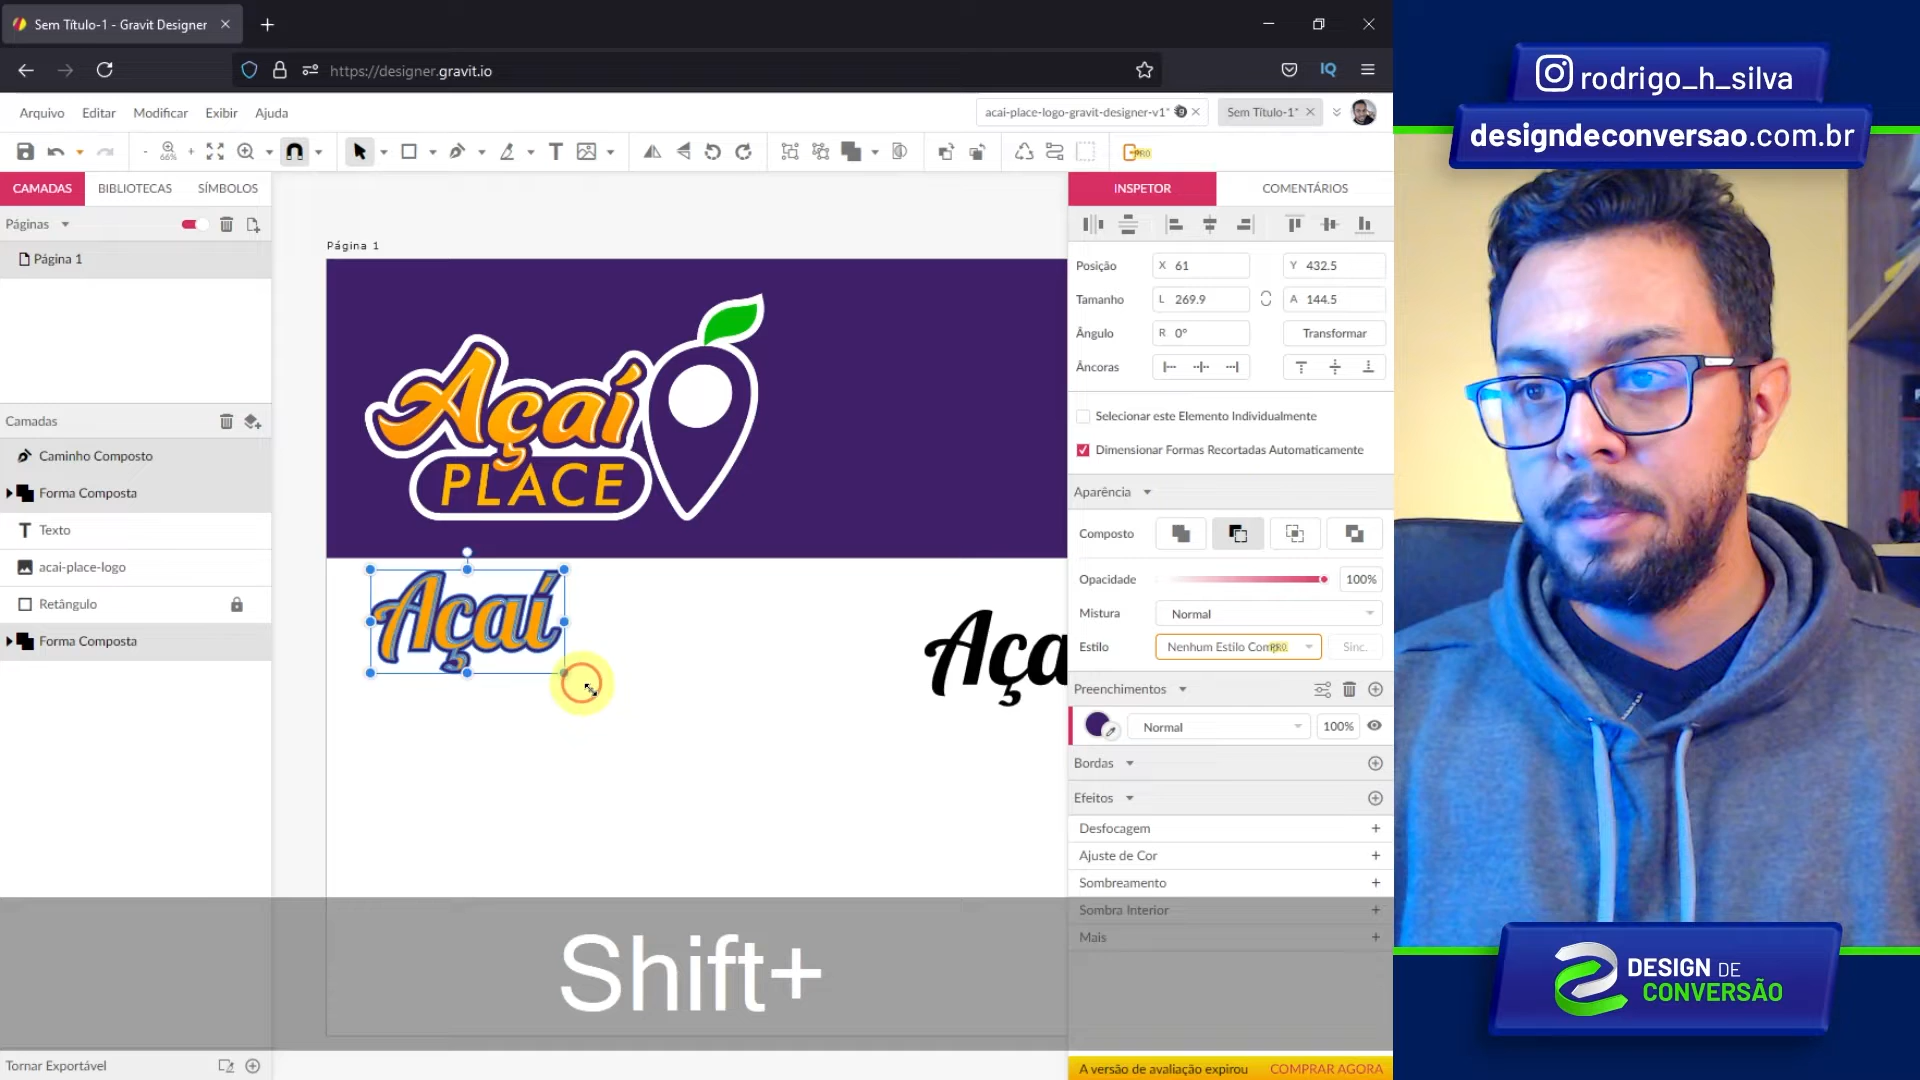 Sem Título-1 - Gravit Designer
https://designer.gravit.io
IQ
Arquivo Editar Modificar Exibir Ajuda
acai-place-logo-gravit-designer-v1*
Sem Título-1*
66%
PRO
CAMADAS BIBLIOTECAS SÍMBOLOS
Páginas
Página 1
Camadas
Caminho Composto
Forma Composta
Texto
acai-place-logo
Retângulo
Forma Composta
Tornar Exportável
Página 1
Açaí
PLACE
Açaí
Aça
Shift+
INSPETOR COMENTÁRIOS
Posição X 61 Y 432.5
Tamanho L 269.9 A 144.5
Ângulo R 0° Transformar
Âncoras
Selecionar este Elemento Individualmente
Dimensionar Formas Recortadas Automaticamente
Aparência
Composto
Opacidade 100%
Mistura Normal
Estilo Nenhum Estilo Com PRO Sinc.
Preenchimentos
Normal 100%
Bordas
Efeitos
Desfocagem +
Ajuste de Cor +
Sombreamento +
Sombra Interior +
Mais +
A versão de avaliação expirou COMPRAR AGORA
rodrigo_h_silva
designdeconversao.com.br
DESIGN DE
CONVERSÃO